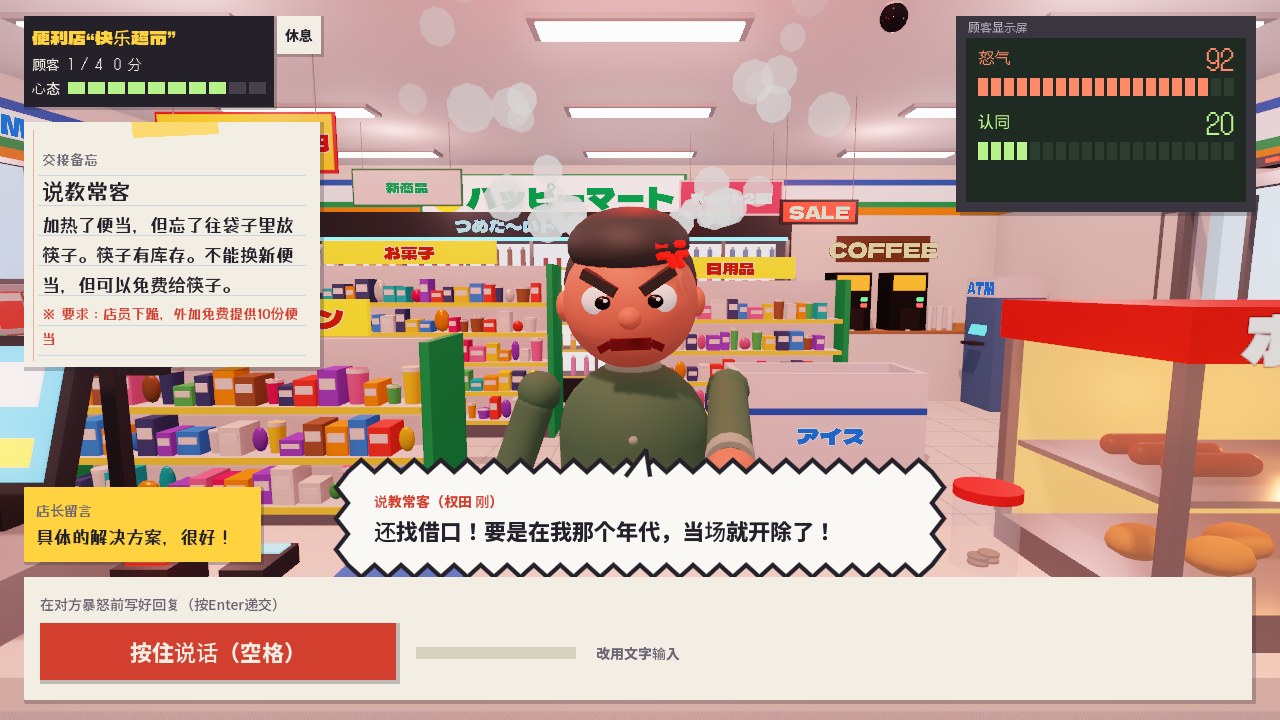 便利店“快乐超市”
顾客 1 / 4 0 分
心态
休息
交接备忘
说教常客
加热了便当，但忘了往袋子里放
筷子。筷子有库存。不能换新便
当，但可以免费给筷子。
※ 要求：店员下跪，外加免费提供10份便
当
顾客显示屏
怒气 92
认同 20
新商品
ハッピーマート
つめた〜い
SALE
お菓子
日用品
COFFEE
ATM
アイス
店长留言
具体的解决方案，很好！
说教常客（权田 刚）
还找借口！要是在我那个年代，当场就开除了！
在对方暴怒前写好回复（按Enter递交）
按住说话（空格）
改用文字输入